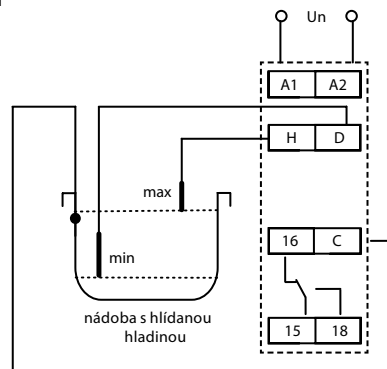 Un
A1 A2
H D
max
min
16 C
nádoba s hlídanou
hladinou
15 18